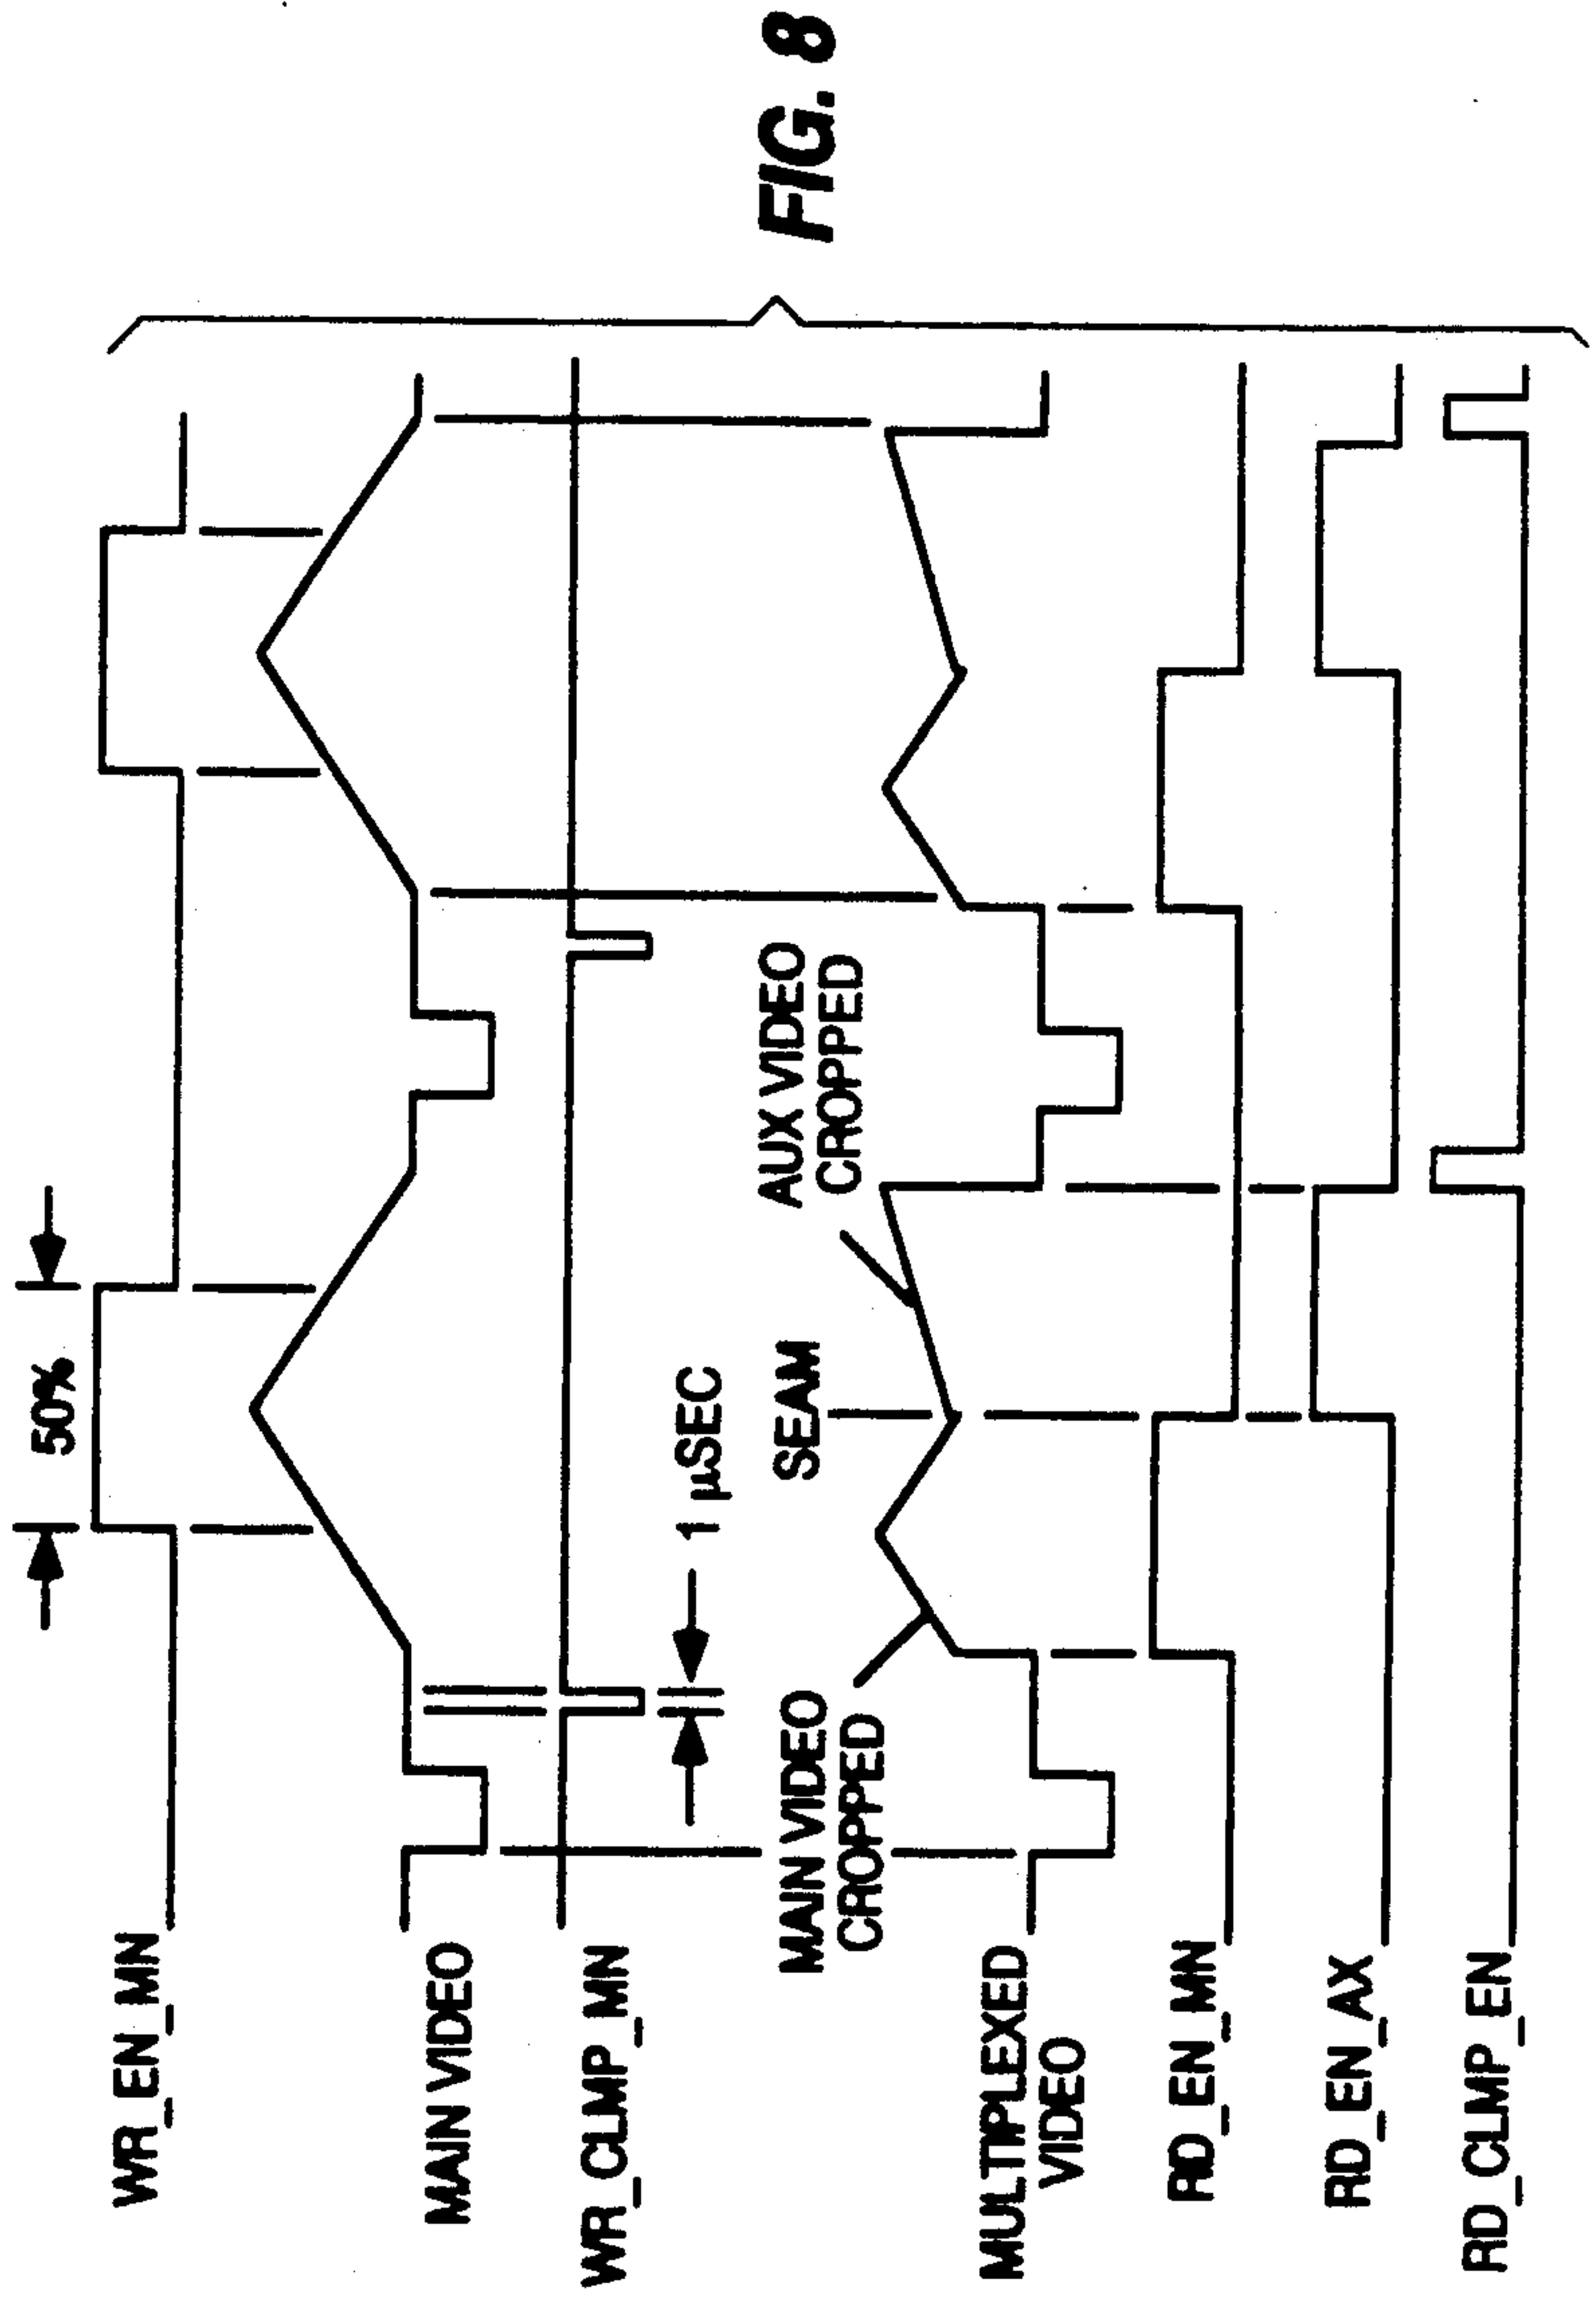 WR_EN_MN
50%
MAIN VIDEO
WR_CLMP_MN
1 µSEC
MAIN VIDEO
CROPPED
SEAM
AUX VIDEO
CROPPED
MULTIPLEXED
VIDEO
RD_EN_MN
RD_EN_AX
RD_CLMP_EN
FIG. 8